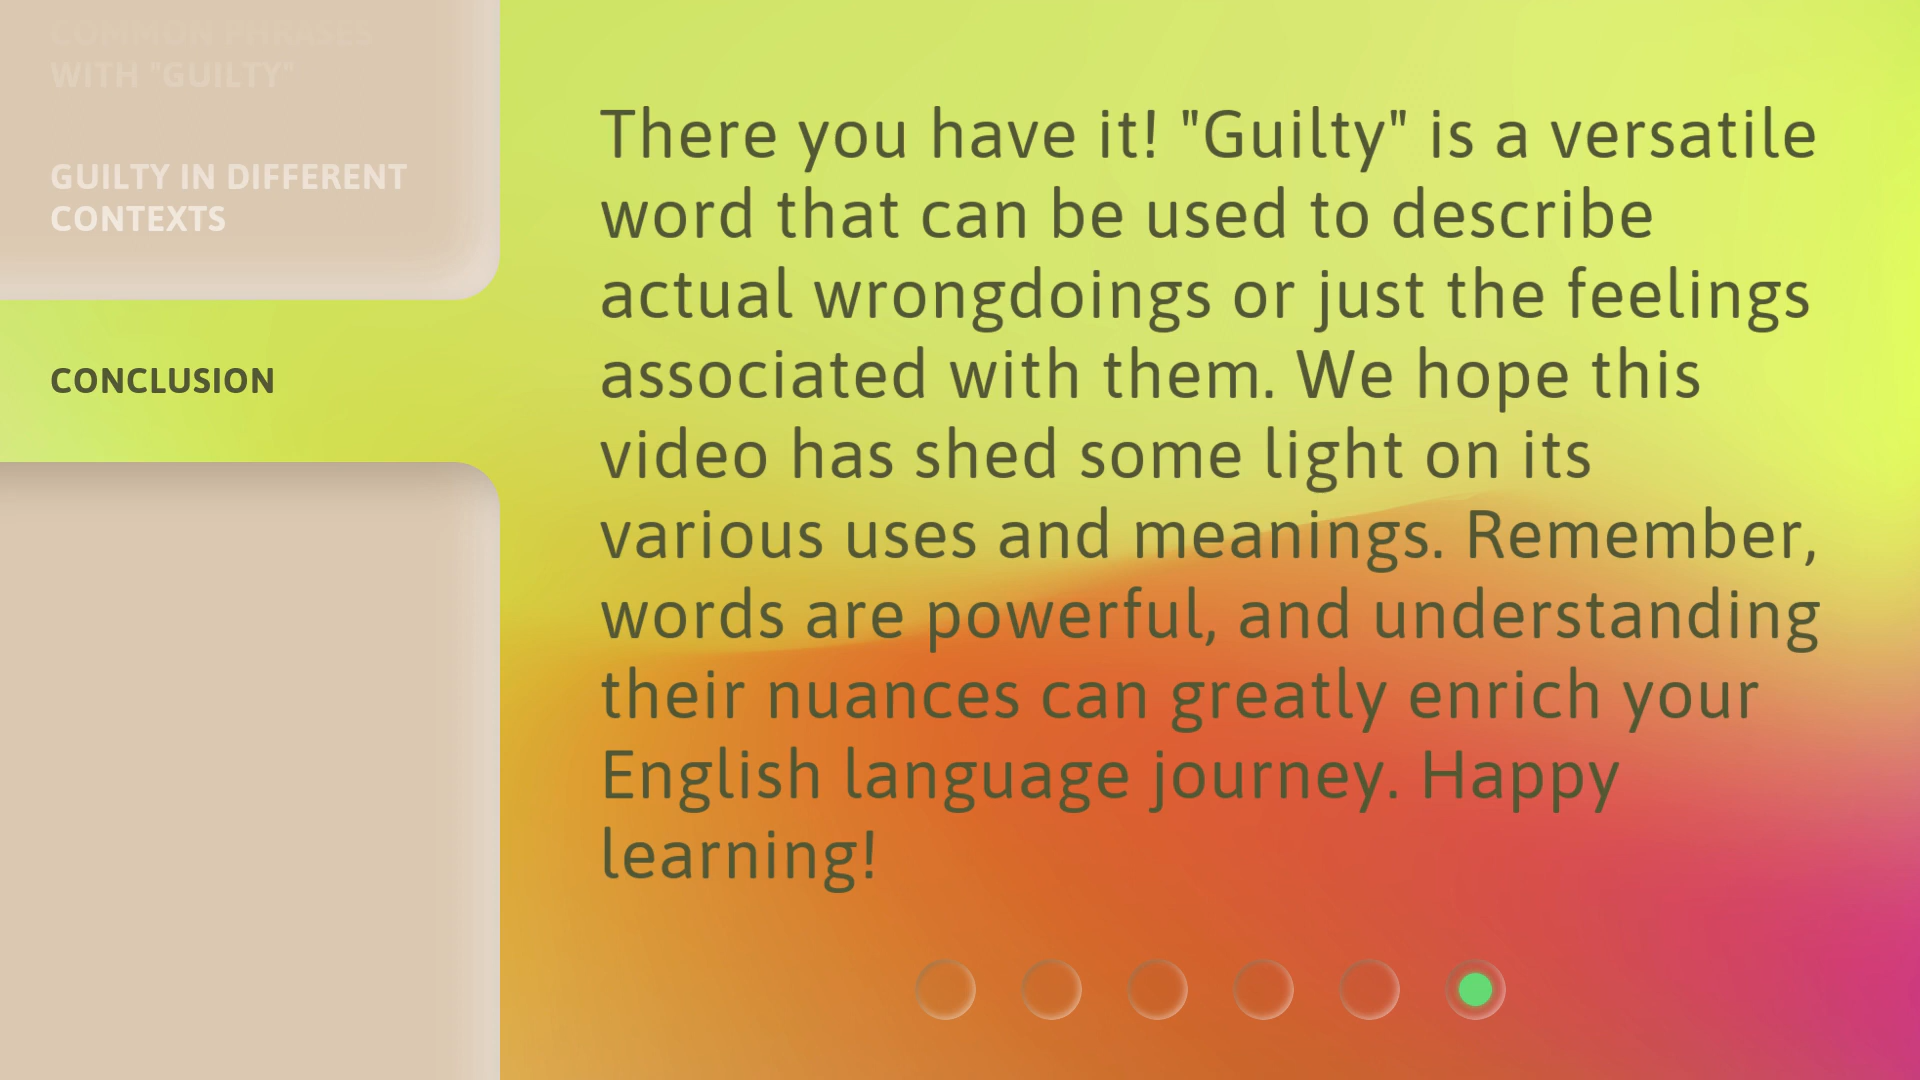 COMMON PHRASES
WITH "GUILTY"
GUILTY IN DIFFERENT
CONTEXTS
CONCLUSION
There you have it! "Guilty" is a versatile
word that can be used to describe
actual wrongdoings or just the feelings
associated with them. We hope this
video has shed some light on its
various uses and meanings. Remember,
words are powerful, and understanding
their nuances can greatly enrich your
English language journey. Happy
learning!